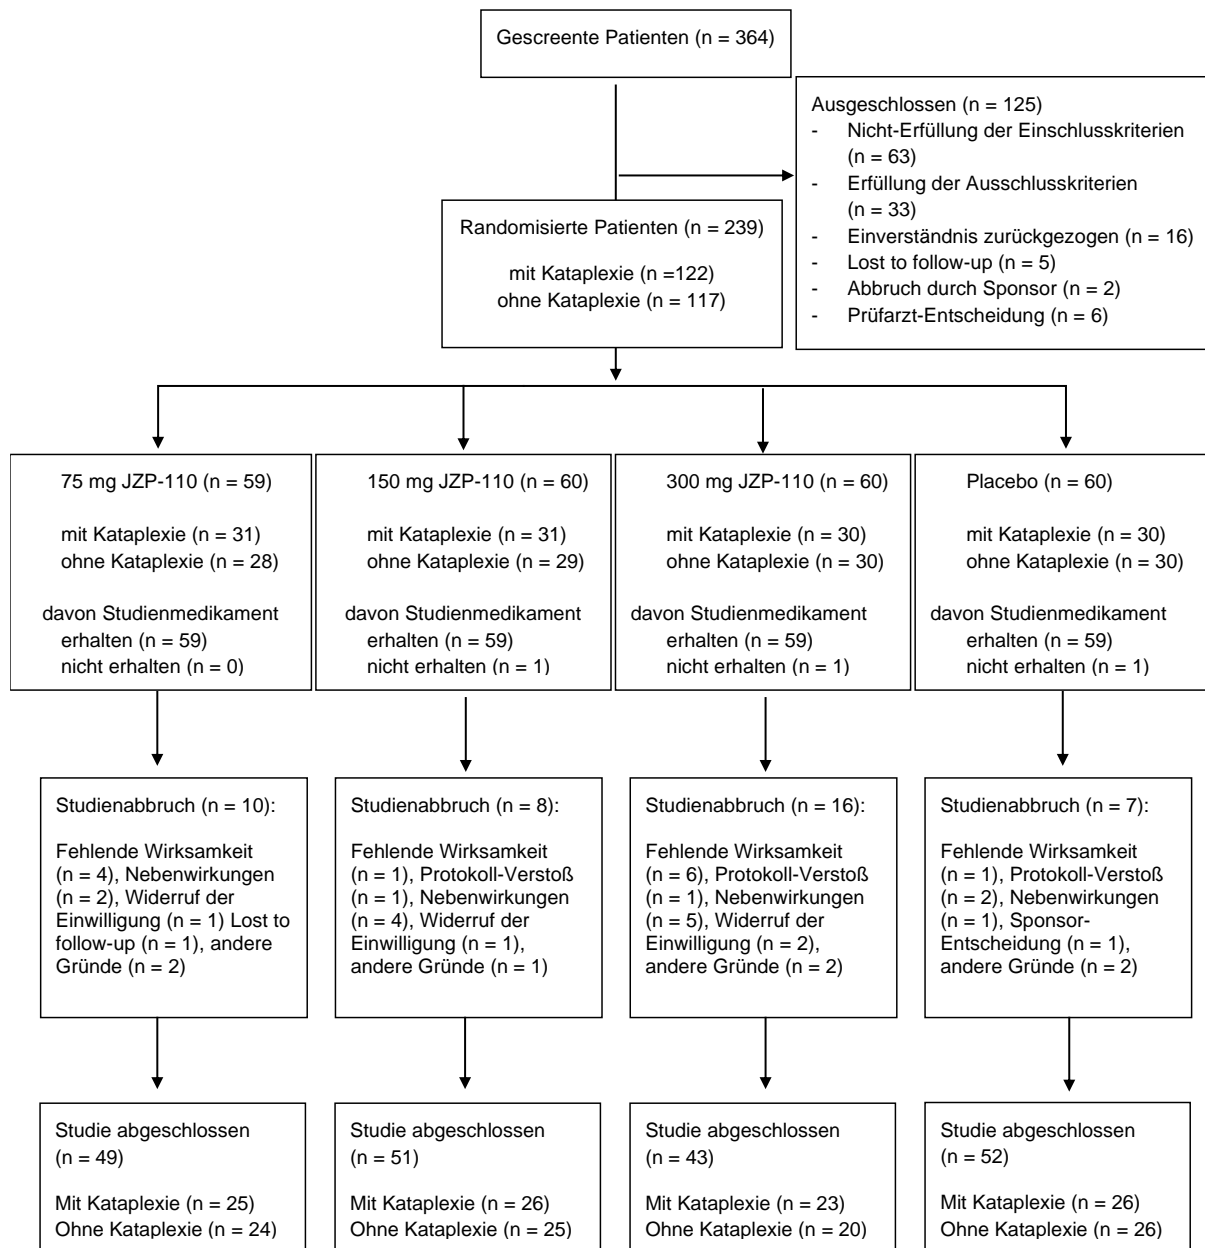 Gescreente Patienten (n = 364)
Ausgeschlossen (n = 125)
- Nicht-Erfüllung der Einschlusskriterien
(n = 63)
- Erfüllung der Ausschlusskriterien
(n = 33)
- Einverständnis zurückgezogen (n = 16)
- Lost to follow-up (n = 5)
- Abbruch durch Sponsor (n = 2)
- Prüfarzt-Entscheidung (n = 6)
Randomisierte Patienten (n = 239)
mit Kataplexie (n =122)
ohne Kataplexie (n = 117)
75 mg JZP-110 (n = 59)
mit Kataplexie (n = 31)
ohne Kataplexie (n = 28)
davon Studienmedikament
erhalten (n = 59)
nicht erhalten (n = 0)
150 mg JZP-110 (n = 60)
mit Kataplexie (n = 31)
ohne Kataplexie (n = 29)
davon Studienmedikament
erhalten (n = 59)
nicht erhalten (n = 1)
300 mg JZP-110 (n = 60)
mit Kataplexie (n = 30)
ohne Kataplexie (n = 30)
davon Studienmedikament
erhalten (n = 59)
nicht erhalten (n = 1)
Placebo (n = 60)
mit Kataplexie (n = 30)
ohne Kataplexie (n = 30)
davon Studienmedikament
erhalten (n = 59)
nicht erhalten (n = 1)
Studienabbruch (n = 10):
Fehlende Wirksamkeit
(n = 4), Nebenwirkungen
(n = 2), Widerruf der
Einwilligung (n = 1) Lost to
follow-up (n = 1), andere
Gründe (n = 2)
Studienabbruch (n = 8):
Fehlende Wirksamkeit
(n = 1), Protokoll-Verstoß
(n = 1), Nebenwirkungen
(n = 4), Widerruf der
Einwilligung (n = 1),
andere Gründe (n = 1)
Studienabbruch (n = 16):
Fehlende Wirksamkeit
(n = 6), Protokoll-Verstoß
(n = 1), Nebenwirkungen
(n = 5), Widerruf der
Einwilligung (n = 2),
andere Gründe (n = 2)
Studienabbruch (n = 7):
Fehlende Wirksamkeit
(n = 1), Protokoll-Verstoß
(n = 2), Nebenwirkungen
(n = 1), Sponsor-
Entscheidung (n = 1),
andere Gründe (n = 2)
Studie abgeschlossen
(n = 49)
Mit Kataplexie (n = 25)
Ohne Kataplexie (n = 24)
Studie abgeschlossen
(n = 51)
Mit Kataplexie (n = 26)
Ohne Kataplexie (n = 25)
Studie abgeschlossen
(n = 43)
Mit Kataplexie (n = 23)
Ohne Kataplexie (n = 20)
Studie abgeschlossen
(n = 52)
Mit Kataplexie (n = 26)
Ohne Kataplexie (n = 26)